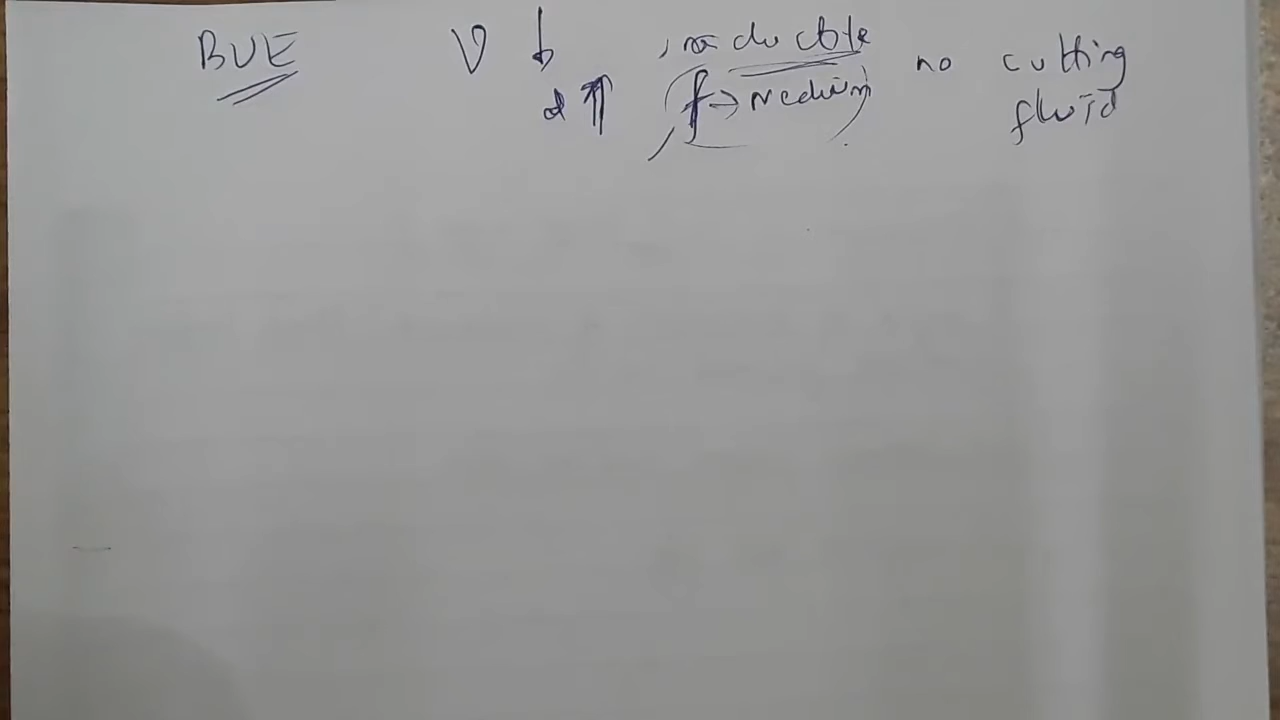 BUE V ↓ , ductile no cutting
d ⇈ f → medium fluid